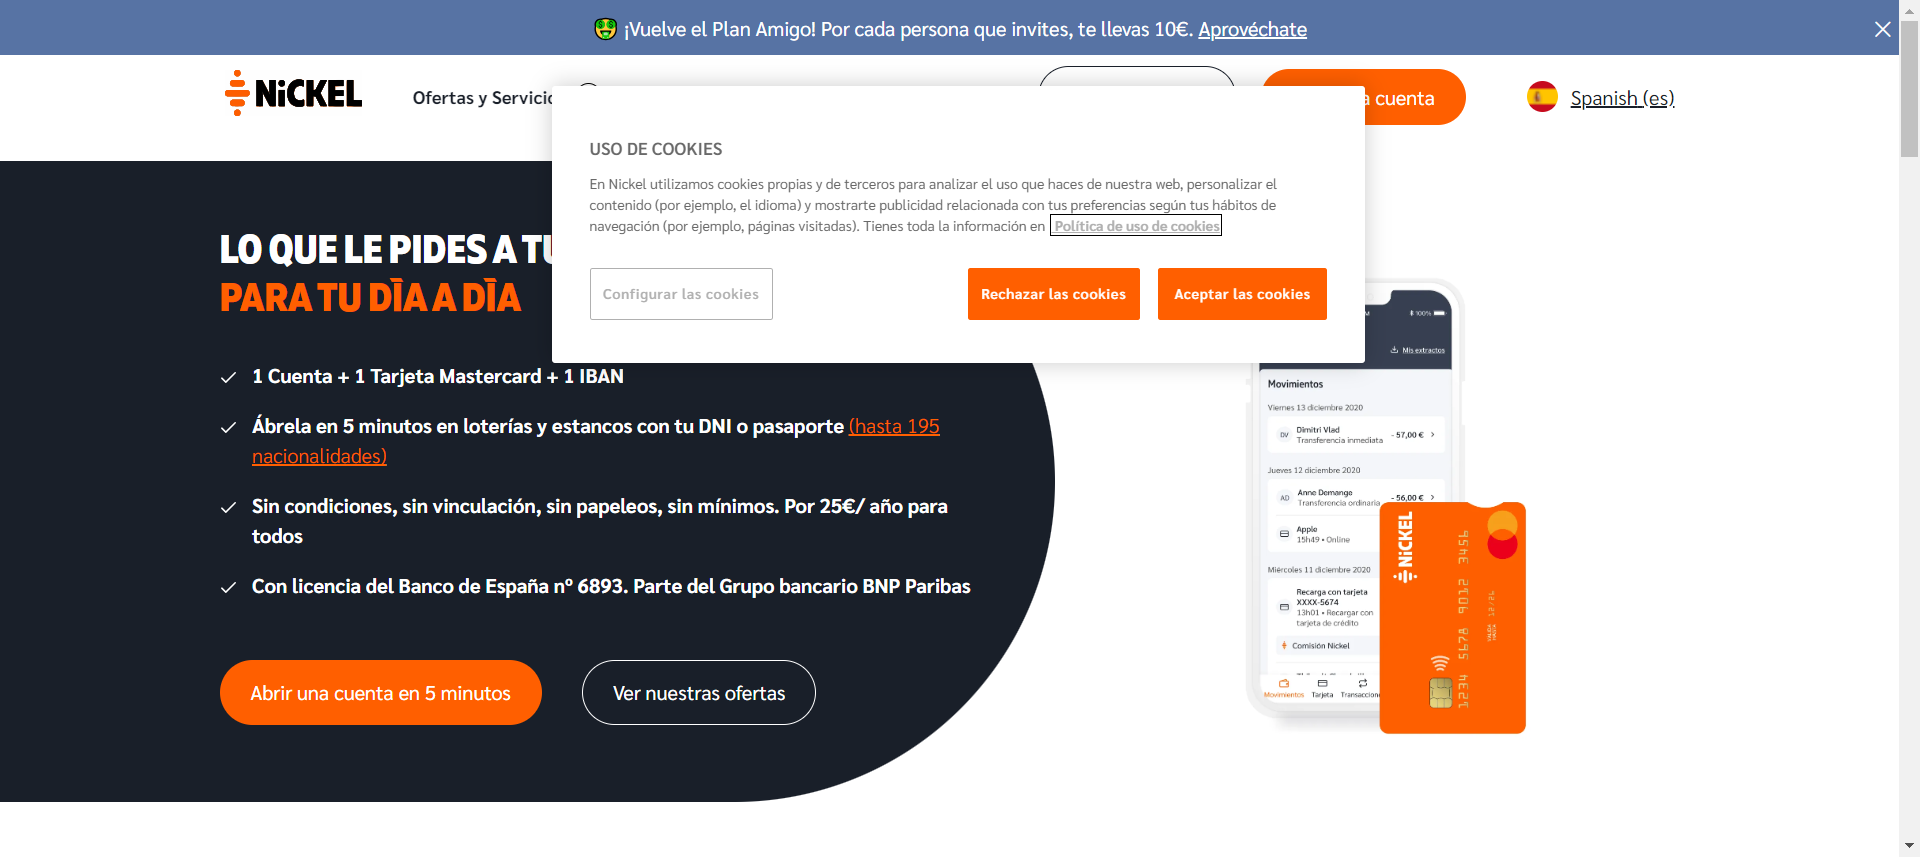 ¡Vuelve el Plan Amigo! Por cada persona que invites, te llevas 10€. Aprovéchate
NiCKEL
Ofertas y Servicio
a cuenta
Spanish (es)
USO DE COOKIES
En Nickel utilizamos cookies propias y de terceros para analizar el uso que haces de nuestra web, personalizar el
contenido (por ejemplo, el idioma) y mostrarte publicidad relacionada con tus preferencias según tus hábitos de
navegación (por ejemplo, páginas visitadas). Tienes toda la información en Política de uso de cookies
Configurar las cookies
Rechazar las cookies
Aceptar las cookies
LO QUE LE PIDES A TU
PARA TU DÌA A DÌA
1 Cuenta + 1 Tarjeta Mastercard + 1 IBAN
Ábrela en 5 minutos en loterías y estancos con tu DNI o pasaporte (hasta 195
nacionalidades)
Sin condiciones, sin vinculación, sin papeleos, sin mínimos. Por 25€/ año para
todos
Con licencia del Banco de España nº 6893. Parte del Grupo bancario BNP Paribas
Abrir una cuenta en 5 minutos
Ver nuestras ofertas
100%
Mis extractos
Movimientos
Viernes 13 diciembre 2020
DV
Dimitri Vlad
Transferencia inmediata
- 57,00 €
Jueves 12 diciembre 2020
AD
Anne Demange
Transferencia ordinaria
- 56,00 €
Apple
15h49 • Online
Miércoles 11 diciembre 2020
Recarga con tarjeta
XXXX-5674
13h01 • Recargar con
tarjeta de crédito
Comisión Nickel
Movimientos
Tarjeta
Transaccion
NiCKEL
1234 5678 9012 3456
VALIDA
HASTA
12/26